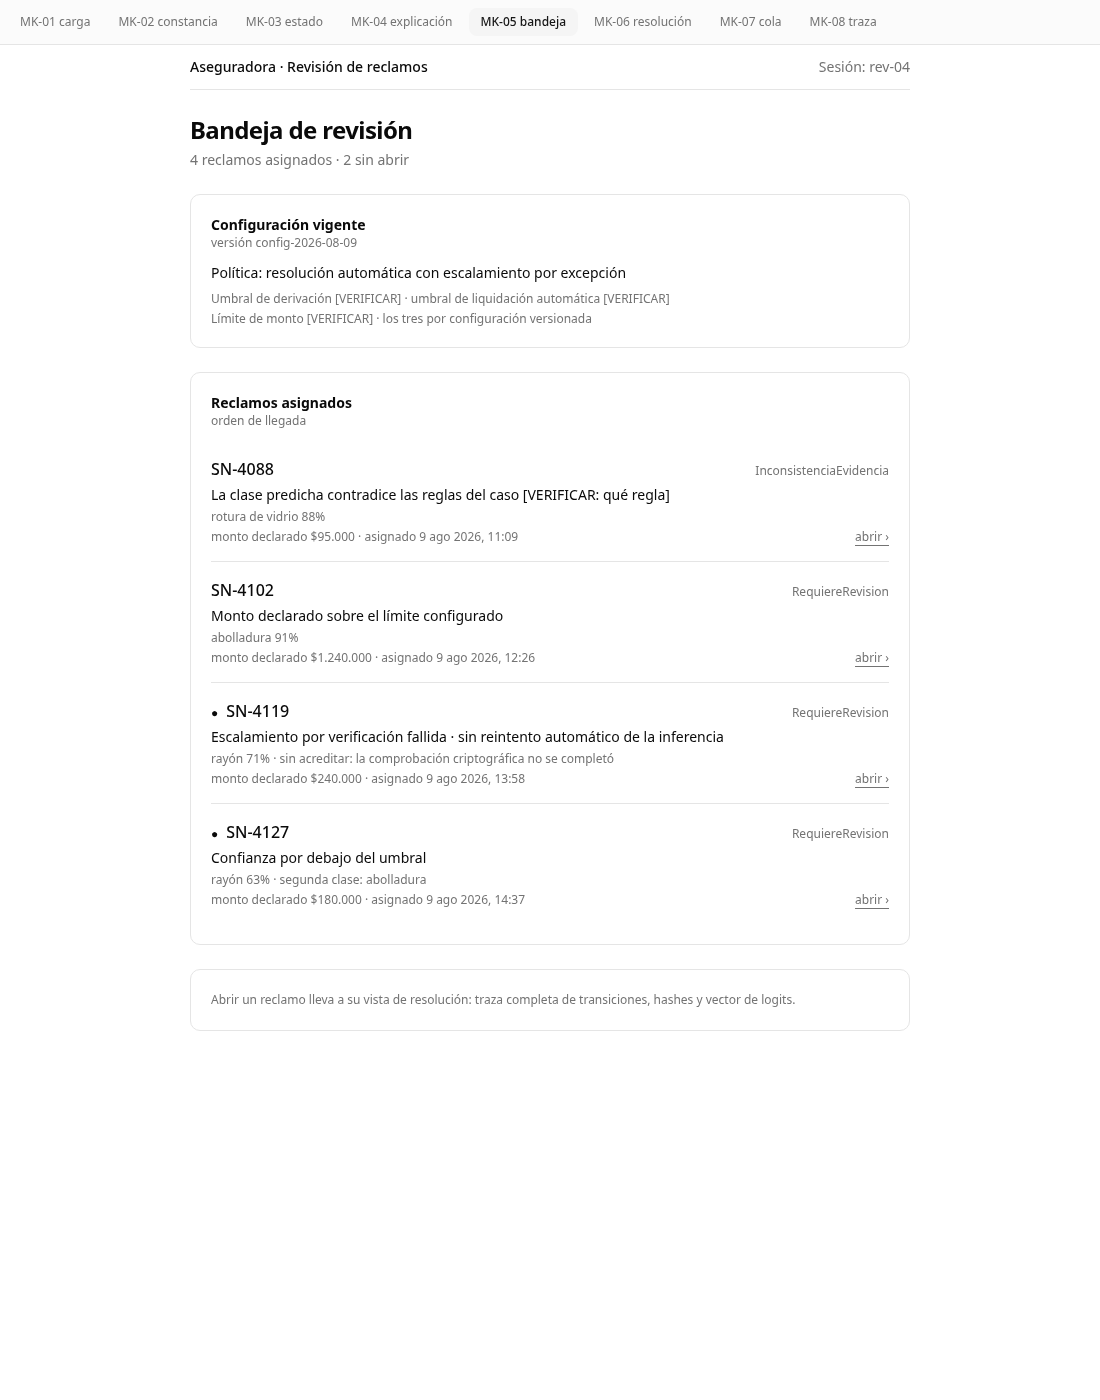 MK-01 carga MK-02 constancia MK-03 estado MK-04 explicación MK-05 bandeja MK-06 resolución MK-07 cola MK-08 traza
Aseguradora · Revisión de reclamos Sesión: rev-04
Bandeja de revisión
4 reclamos asignados · 2 sin abrir
Configuración vigente
versión config-2026-08-09
Política: resolución automática con escalamiento por excepción
Umbral de derivación [VERIFICAR] · umbral de liquidación automática [VERIFICAR]
Límite de monto [VERIFICAR] · los tres por configuración versionada
Reclamos asignados
orden de llegada
SN-4088 InconsistenciaEvidencia
La clase predicha contradice las reglas del caso [VERIFICAR: qué regla]
rotura de vidrio 88%
monto declarado $95.000 · asignado 9 ago 2026, 11:09 abrir ›
SN-4102 RequiereRevision
Monto declarado sobre el límite configurado
abolladura 91%
monto declarado $1.240.000 · asignado 9 ago 2026, 12:26 abrir ›
● SN-4119 RequiereRevision
Escalamiento por verificación fallida · sin reintento automático de la inferencia
rayón 71% · sin acreditar: la comprobación criptográfica no se completó
monto declarado $240.000 · asignado 9 ago 2026, 13:58 abrir ›
● SN-4127 RequiereRevision
Confianza por debajo del umbral
rayón 63% · segunda clase: abolladura
monto declarado $180.000 · asignado 9 ago 2026, 14:37 abrir ›
Abrir un reclamo lleva a su vista de resolución: traza completa de transiciones, hashes y vector de logits.